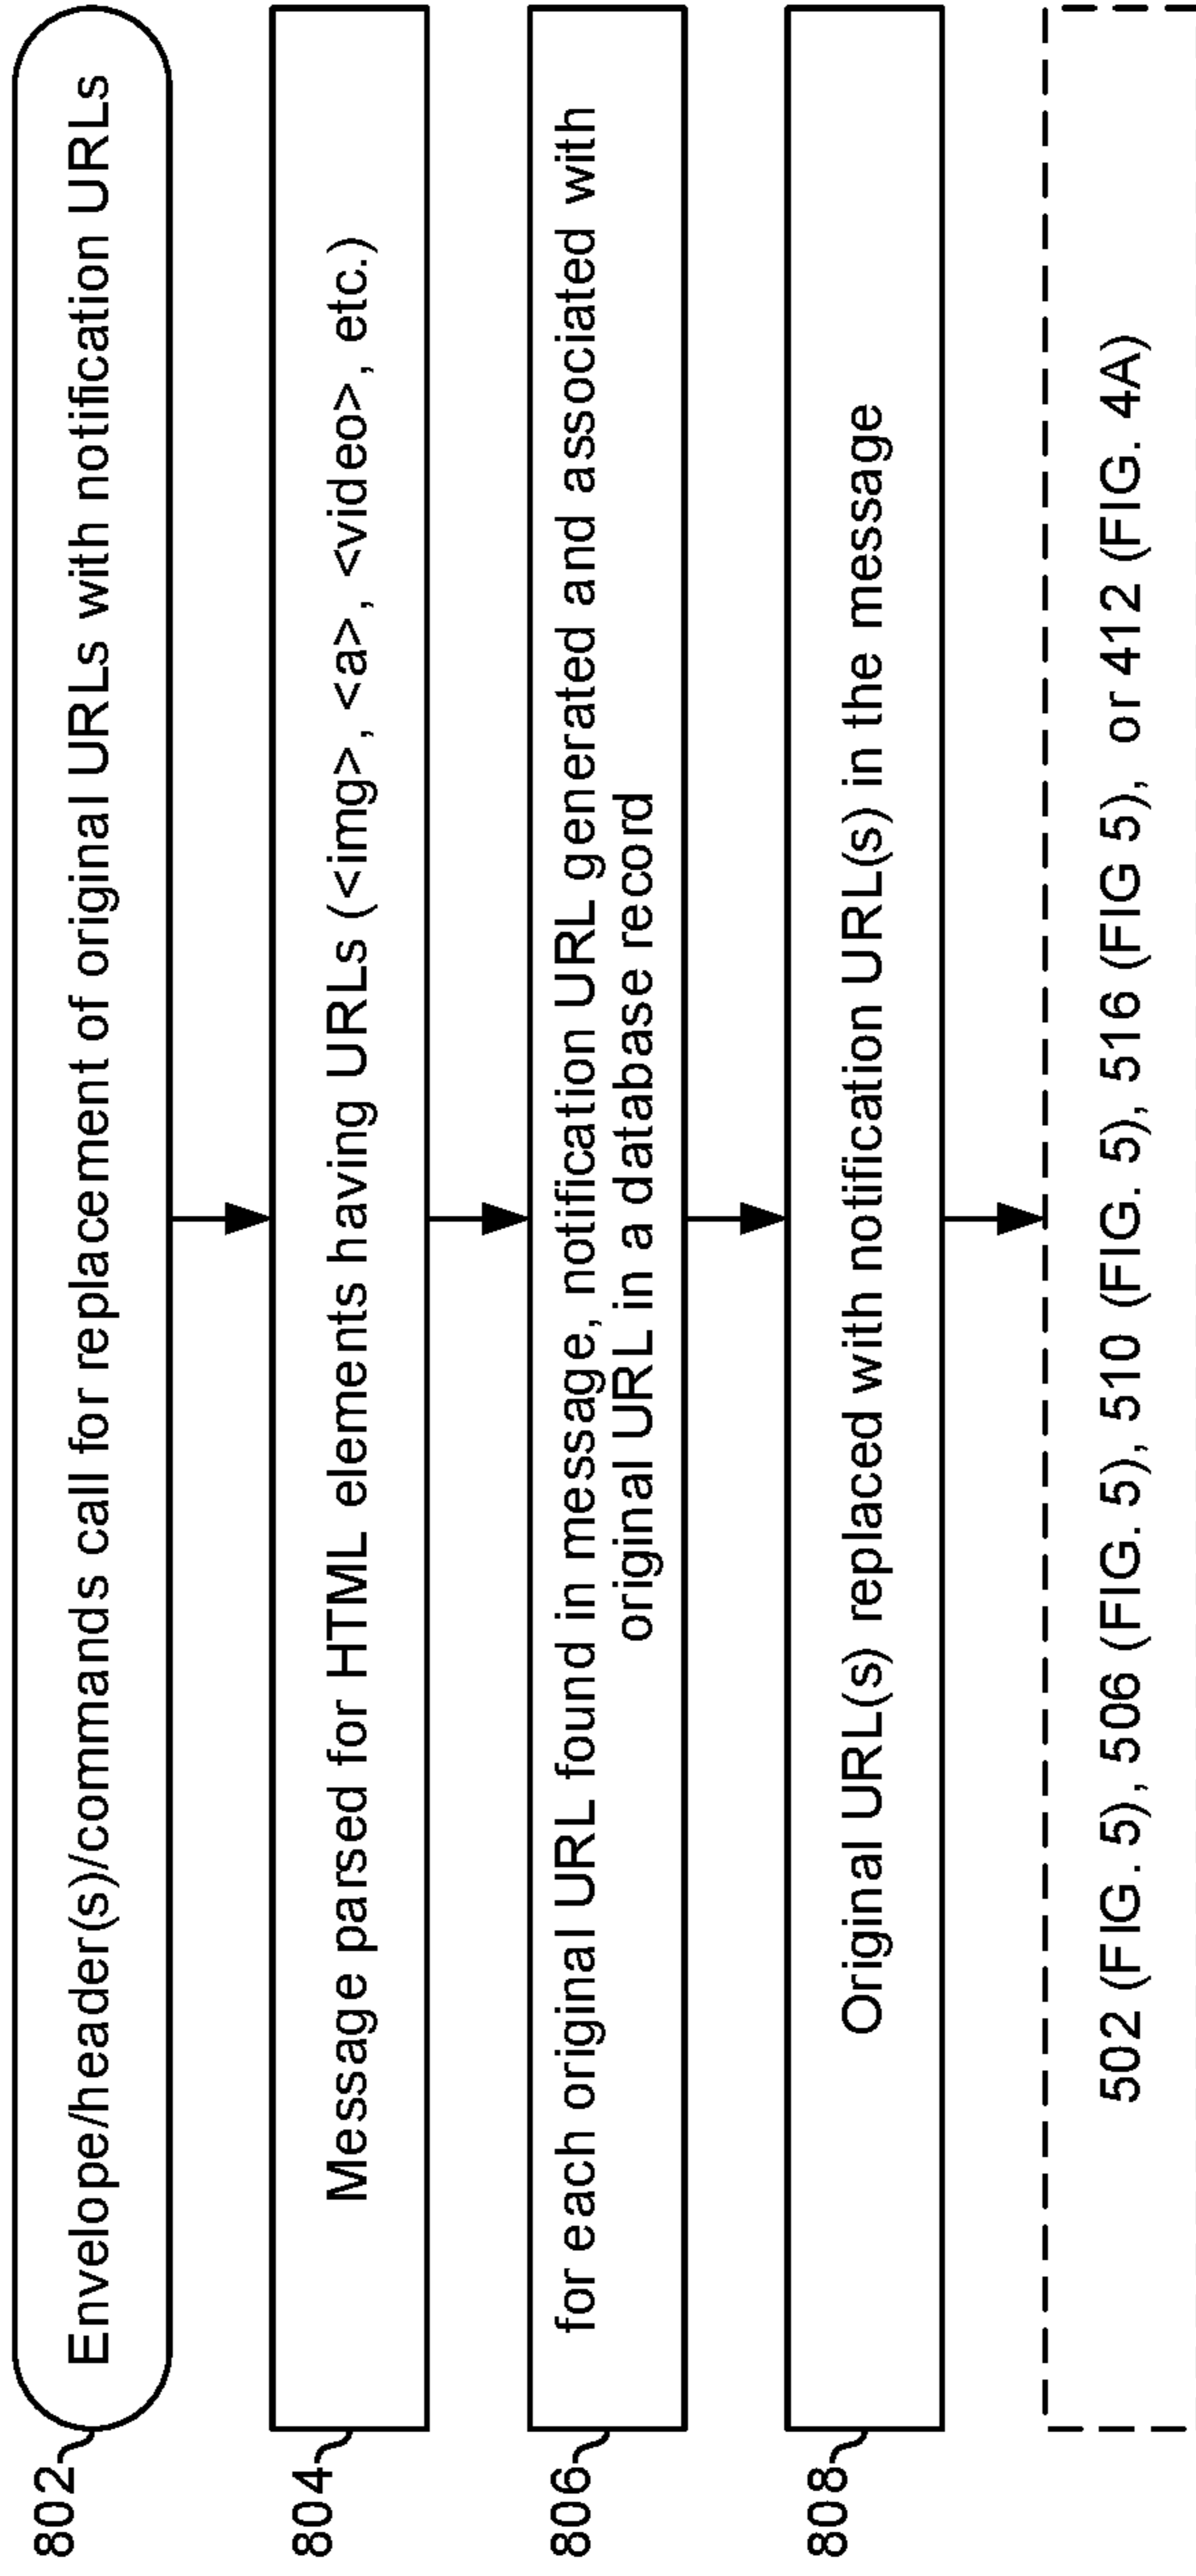 802
Envelope/header(s)/commands call for replacement of original URLs with notification URLs
804
Message parsed for HTML elements having URLs (<img>, <a>, <video>, etc.)
806
for each original URL found in message, notification URL generated and associated with
original URL in a database record
808
Original URL(s) replaced with notification URL(s) in the message
502 (FIG. 5), 506 (FIG. 5), 510 (FIG. 5), 516 (FIG 5), or 412 (FIG. 4A)